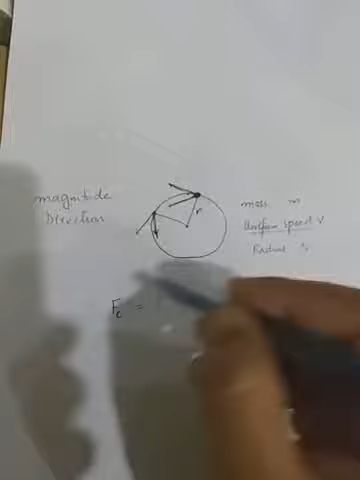 magnitude
Direction
r
mass m
Uniform speed v
Radius r
Fc =